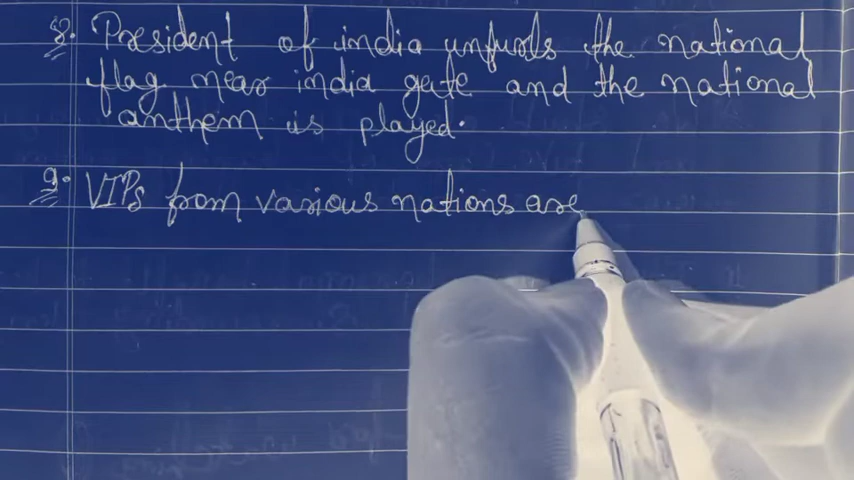 8. President of india unfurls the national
flag near india gate and the national
anthem is played.
9. VIPs from various nations are